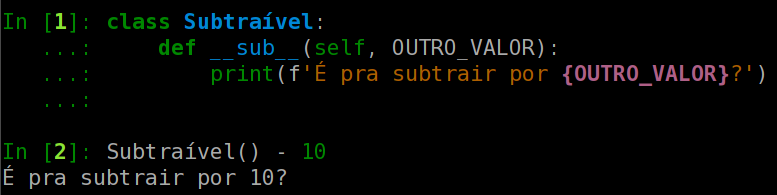 In [1]: class Subtraível:
   ...:     def __sub__(self, OUTRO_VALOR):
   ...:         print(f'É pra subtrair por {OUTRO_VALOR}?')
   ...:
In [2]: Subtraível() - 10
É pra subtrair por 10?